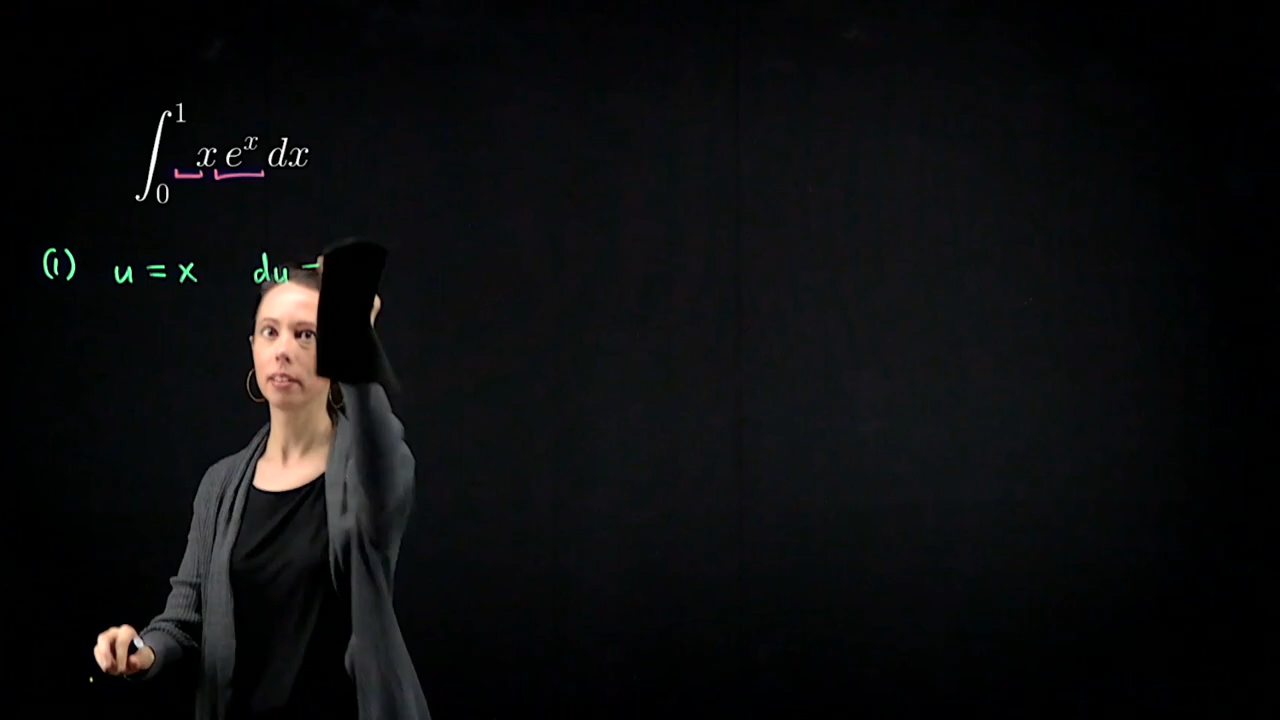 ∫₀¹ x eˣ dx
(1) u = x du =